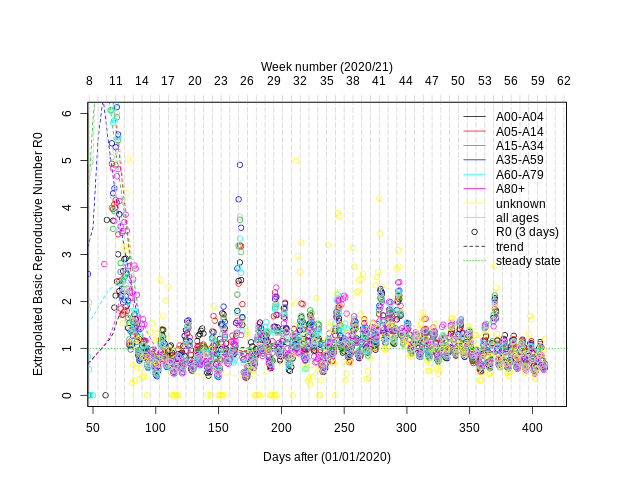 Week number (2020/21)
8 11 14 17 20 23 26 29 32 35 38 41 44 47 50 53 56 59 62
Extrapolated Basic Reproductive Number R0
6
5
4
3
2
1
0
A00-A04
A05-A14
A15-A34
A35-A59
A60-A79
A80+
unknown
all ages
R0 (3 days)
trend
steady state
50 100 150 200 250 300 350 400
Days after (01/01/2020)